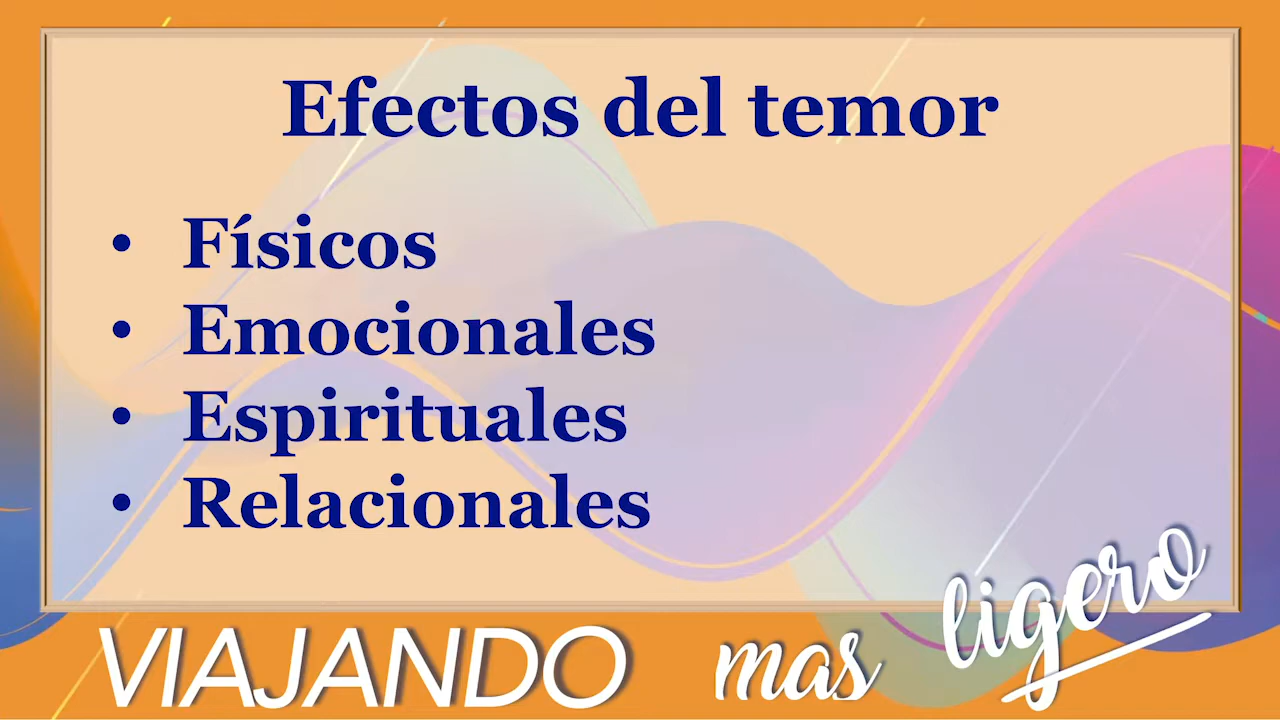 Efectos del temor
• Físicos
• Emocionales
• Espirituales
• Relacionales
VIAJANDO mas ligero